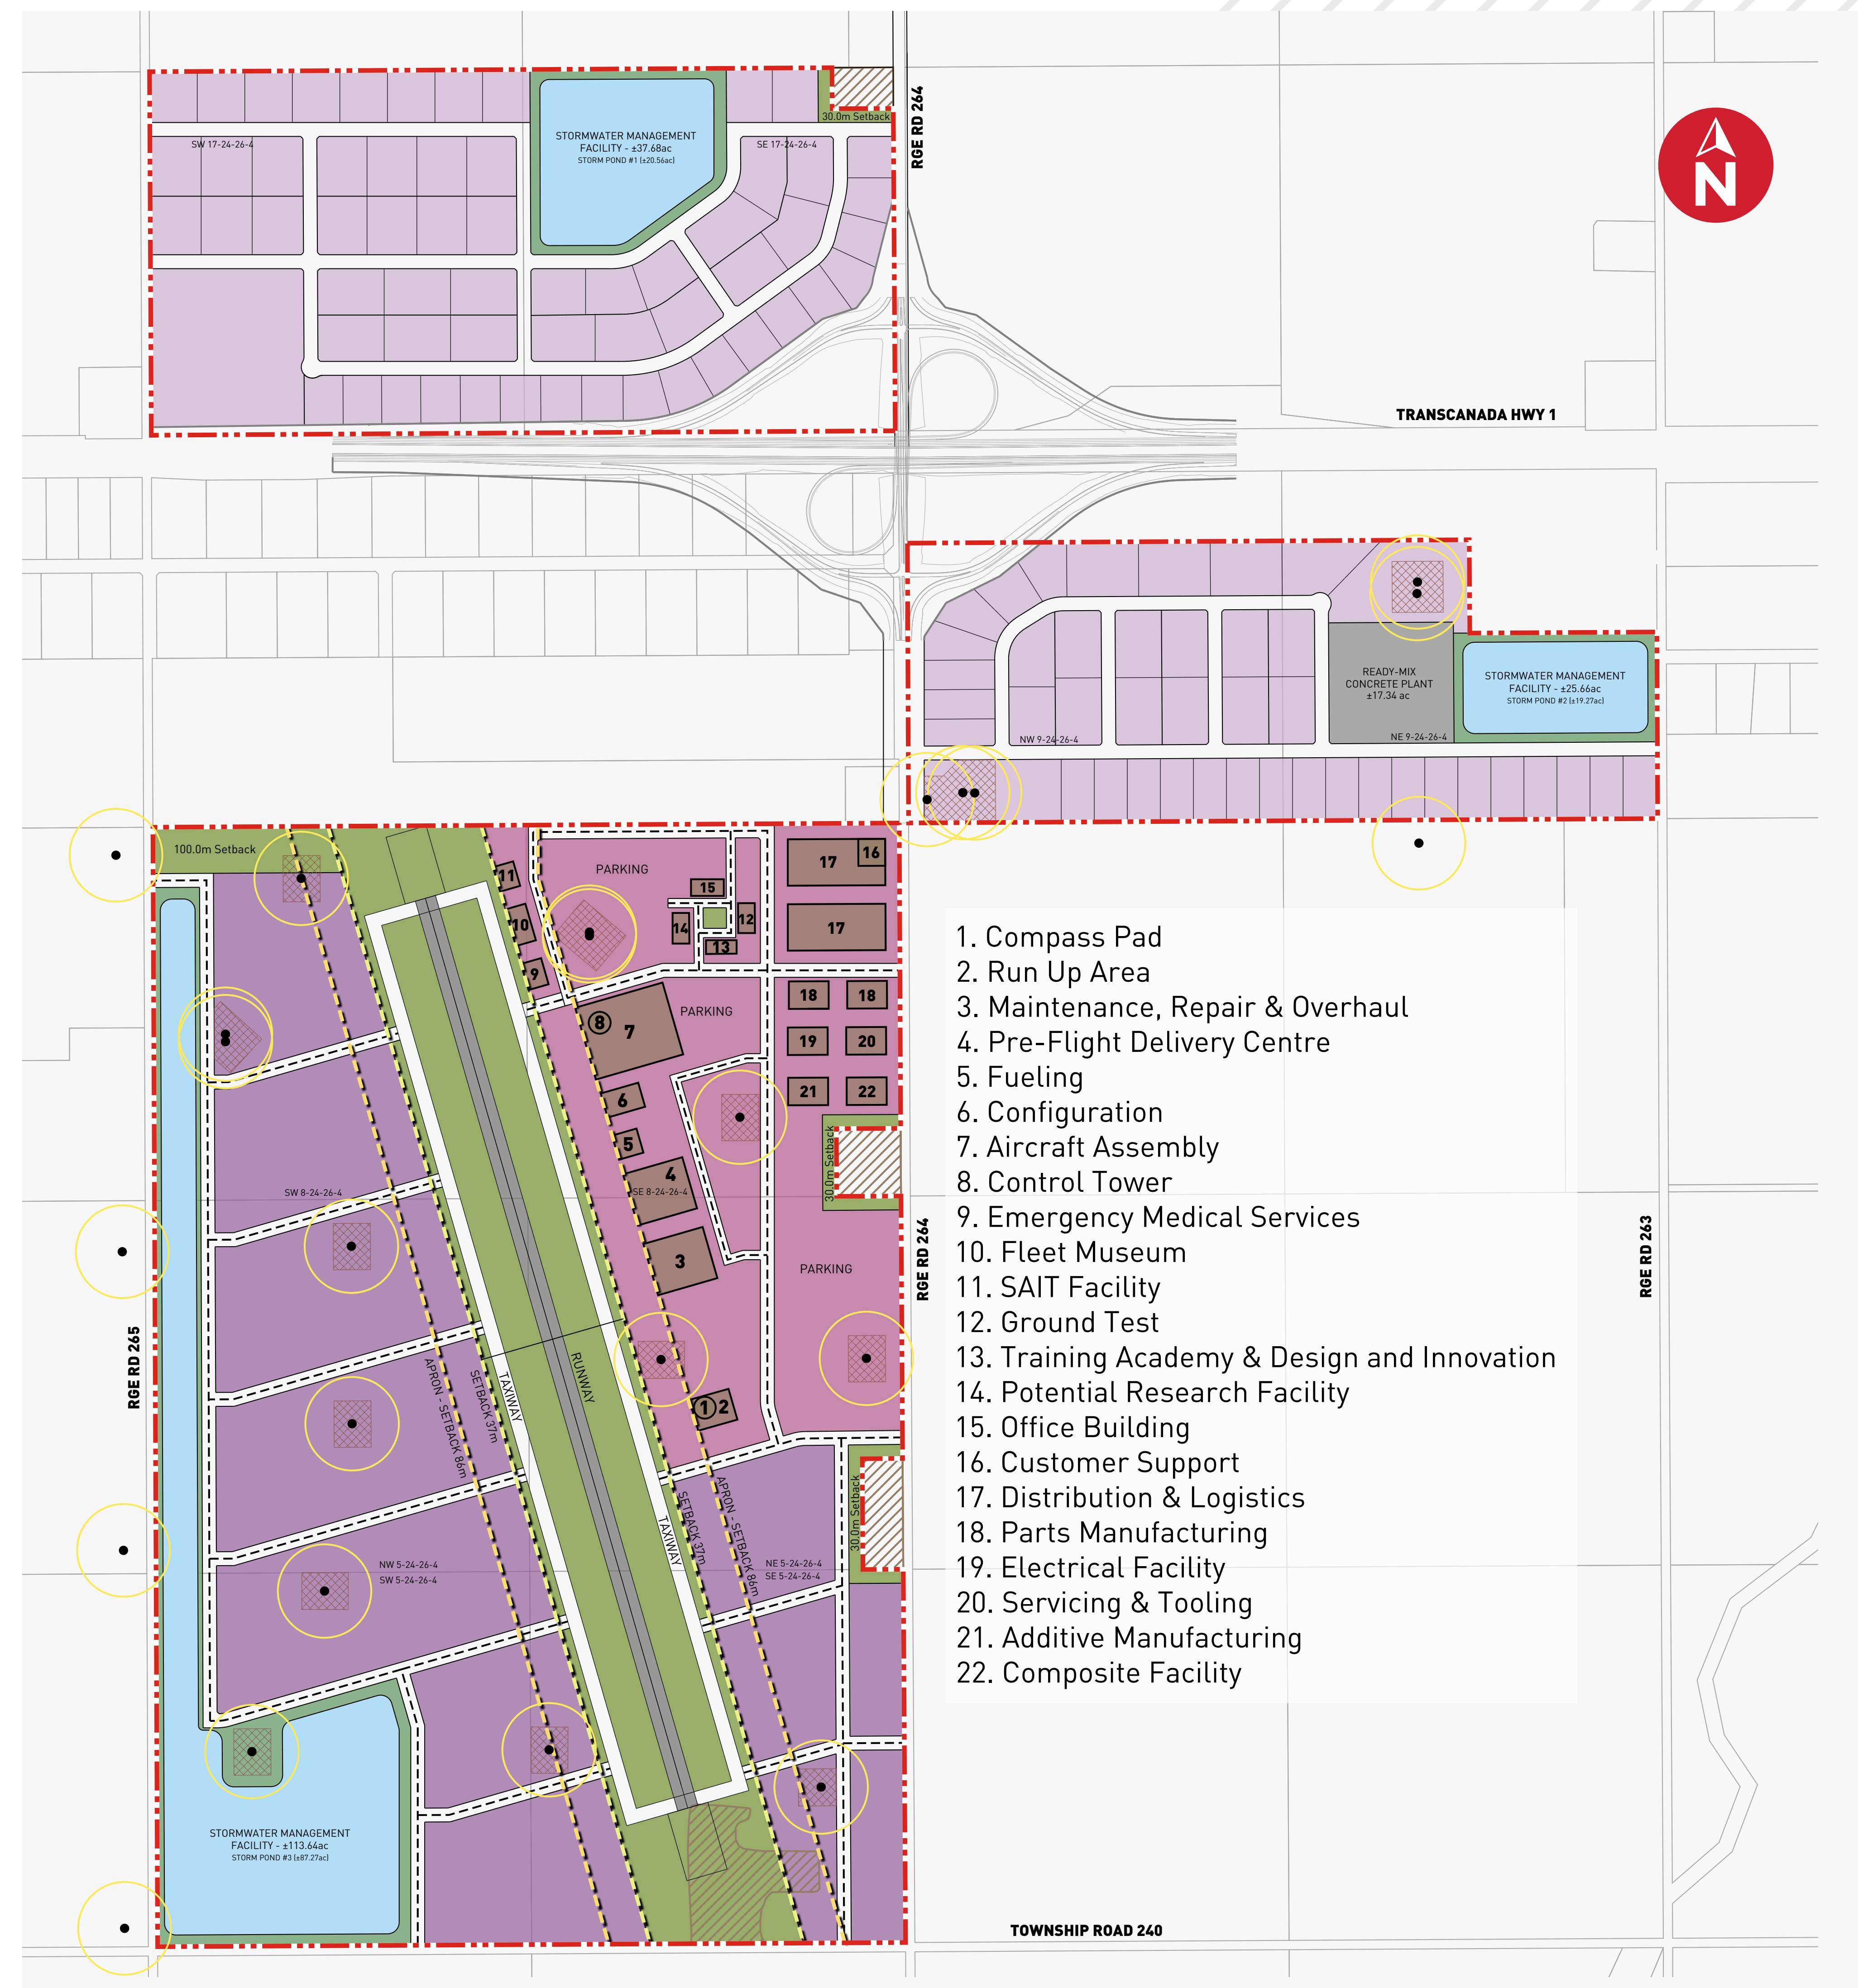 30.0m Setback
RGE RD 264
N
STORMWATER MANAGEMENT
FACILITY - ±37.68ac
STORM POND #1 (±20.56ac)
SW 17-24-26-4
SE 17-24-26-4
TRANSCANADA HWY 1
READY-MIX
CONCRETE PLANT
±17.34 ac
STORMWATER MANAGEMENT
FACILITY - ±25.66ac
STORM POND #2 (±19.27ac)
NW 9-24-26-4
NE 9-24-26-4
100.0m Setback
PARKING
11
10
9
15
14
12
13
17
16
17
8
7
PARKING
18
18
19
20
21
22
6
5
4
SE 8-24-26-4
3
30.0m Setback
SW 8-24-26-4
PARKING
RGE RD 264
RGE RD 263
RGE RD 265
APRON - SETBACK 86m
SETBACK 37m
TAXIWAY
RUNWAY
1
2
TAXIWAY
SETBACK 37m
APRON - SETBACK 86m
30.0m Setback
NW 5-24-26-4
SW 5-24-26-4
NE 5-24-26-4
SE 5-24-26-4
STORMWATER MANAGEMENT
FACILITY - ±113.64ac
STORM POND #3 (±87.27ac)
TOWNSHIP ROAD 240
1. Compass Pad
2. Run Up Area
3. Maintenance, Repair & Overhaul
4. Pre-Flight Delivery Centre
5. Fueling
6. Configuration
7. Aircraft Assembly
8. Control Tower
9. Emergency Medical Services
10. Fleet Museum
11. SAIT Facility
12. Ground Test
13. Training Academy & Design and Innovation
14. Potential Research Facility
15. Office Building
16. Customer Support
17. Distribution & Logistics
18. Parts Manufacturing
19. Electrical Facility
20. Servicing & Tooling
21. Additive Manufacturing
22. Composite Facility